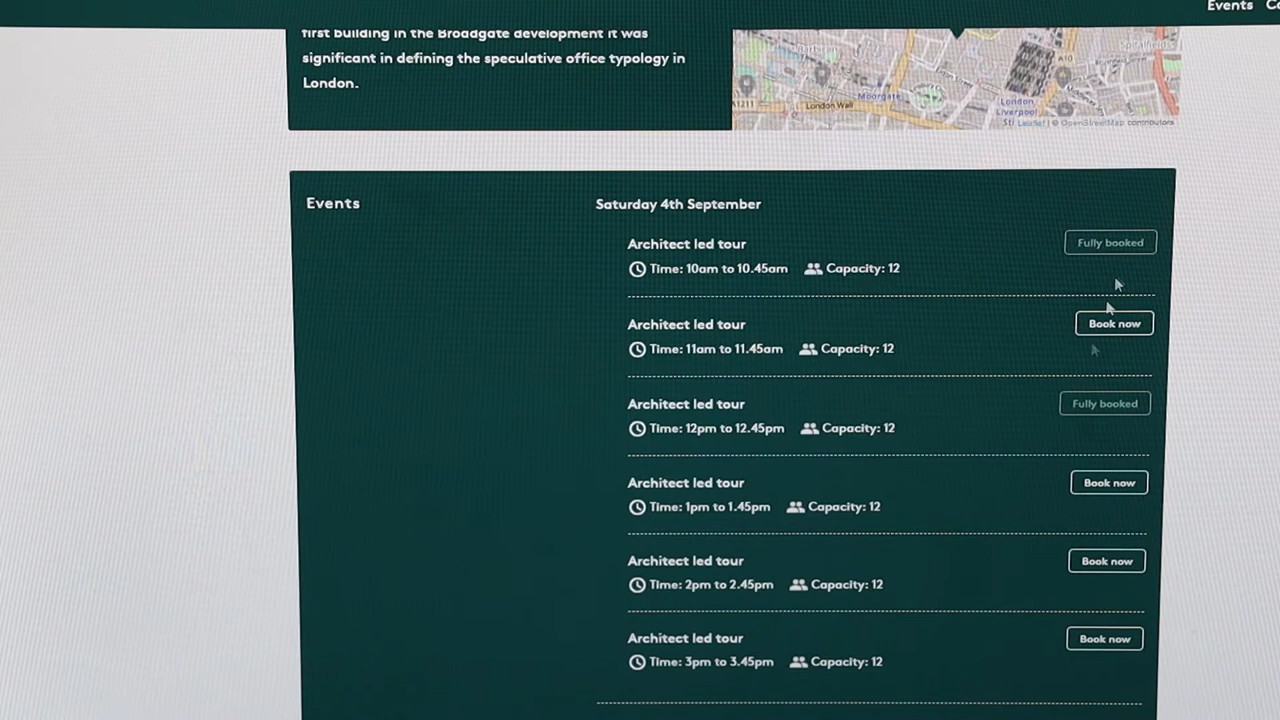 Events
first building in the Broadgate development it was
significant in defining the speculative office typology in
London.
A10
Moorgate
London Wall
A1211
London
Liverpool
Leaflet | © OpenStreetMap contributors
Events
Saturday 4th September
Architect led tour
Fully booked
Time: 10am to 10.45am Capacity: 12
Architect led tour
Book now
Time: 11am to 11.45am Capacity: 12
Architect led tour
Fully booked
Time: 12pm to 12.45pm Capacity: 12
Architect led tour
Book now
Time: 1pm to 1.45pm Capacity: 12
Architect led tour
Book now
Time: 2pm to 2.45pm Capacity: 12
Architect led tour
Book now
Time: 3pm to 3.45pm Capacity: 12